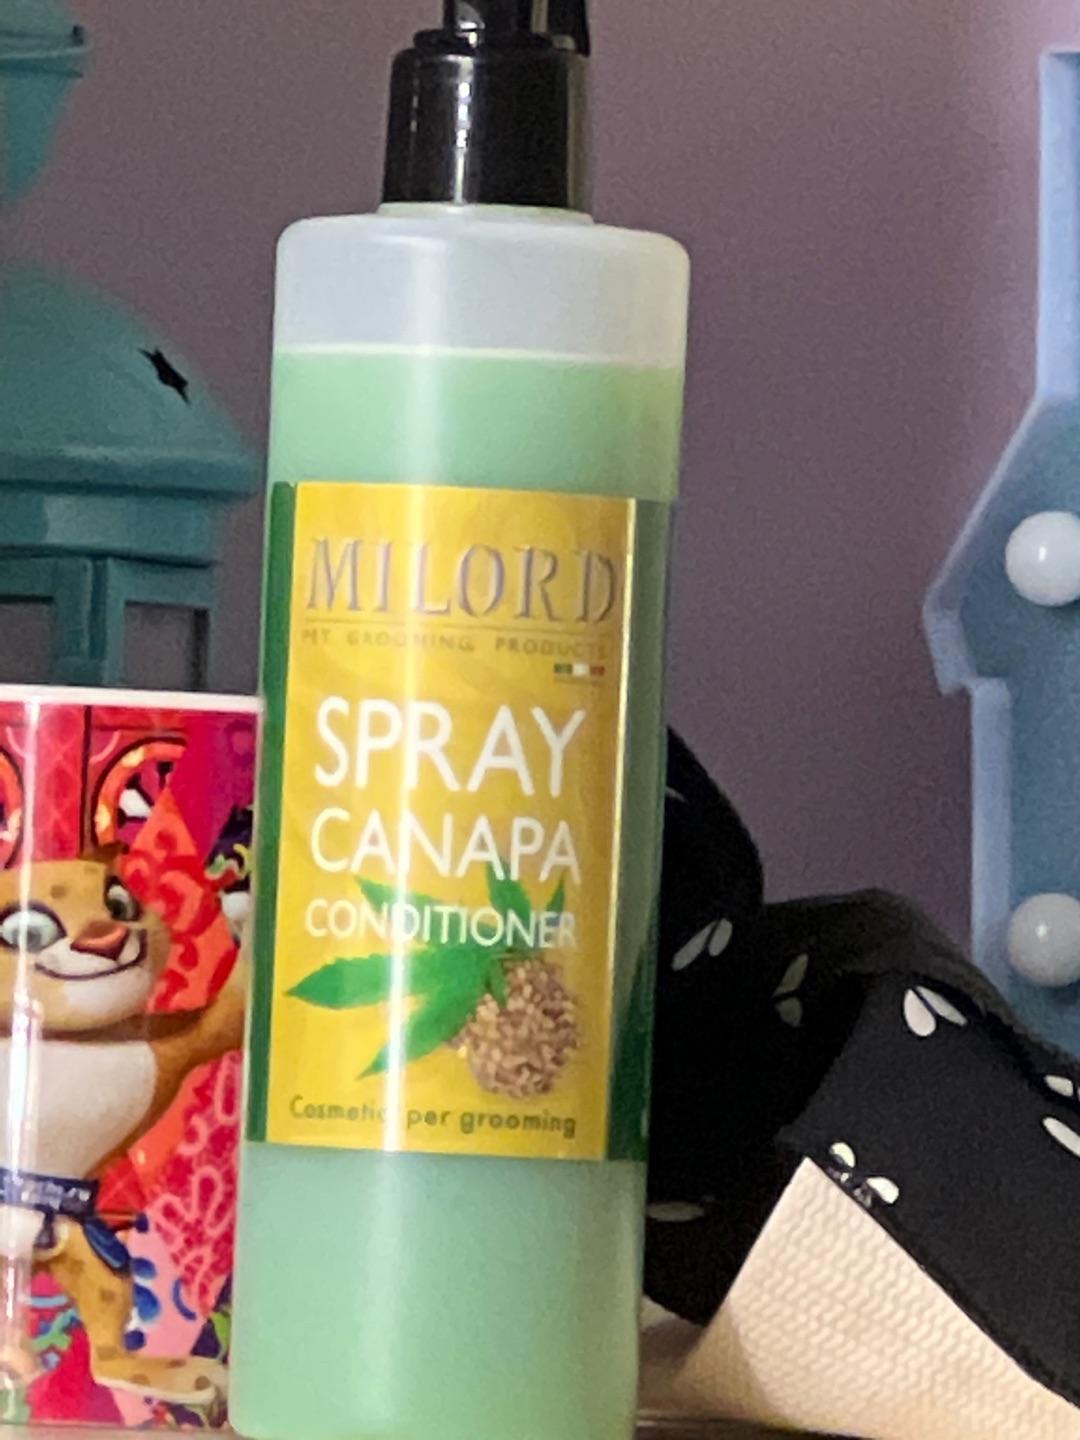 MILORD
PET GROOMING PRODUCTS
SPRAY
CANAPA
CONDITIONER
Cosmetic per grooming